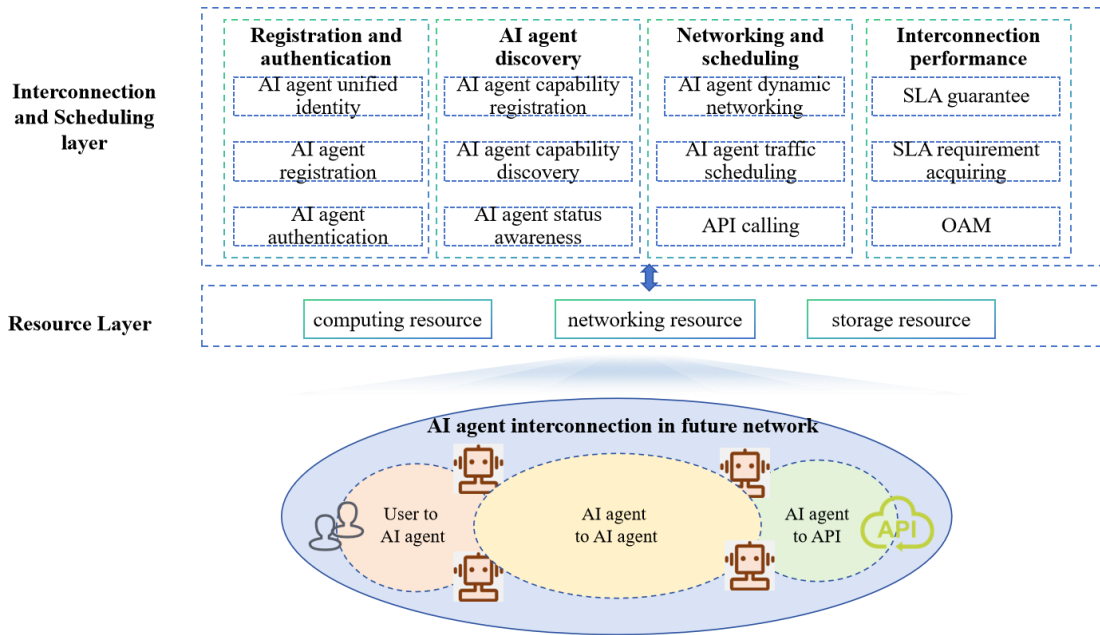 Interconnection
and Scheduling
layer
Registration and
authentication
AI agent unified
identity
AI agent
registration
AI agent
authentication
AI agent
discovery
AI agent capability
registration
AI agent capability
discovery
AI agent status
awareness
Networking and
scheduling
AI agent dynamic
networking
AI agent traffic
scheduling
API calling
Interconnection
performance
SLA guarantee
SLA requirement
acquiring
OAM
Resource Layer
computing resource
networking resource
storage resource
AI agent interconnection in future network
User to
AI agent
AI agent
to AI agent
AI agent
to API
API